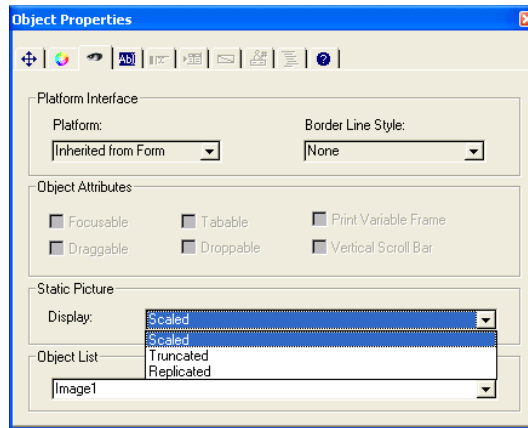 Object Properties
Ab
Platform Interface
Platform:
Border Line Style:
Inherited from Form
None
Object Attributes
Focusable
Tabable
Print Variable Frame
Draggable
Droppable
Vertical Scroll Bar
Static Picture
Display:
Scaled
Scaled
Truncated
Object List
Replicated
Image1